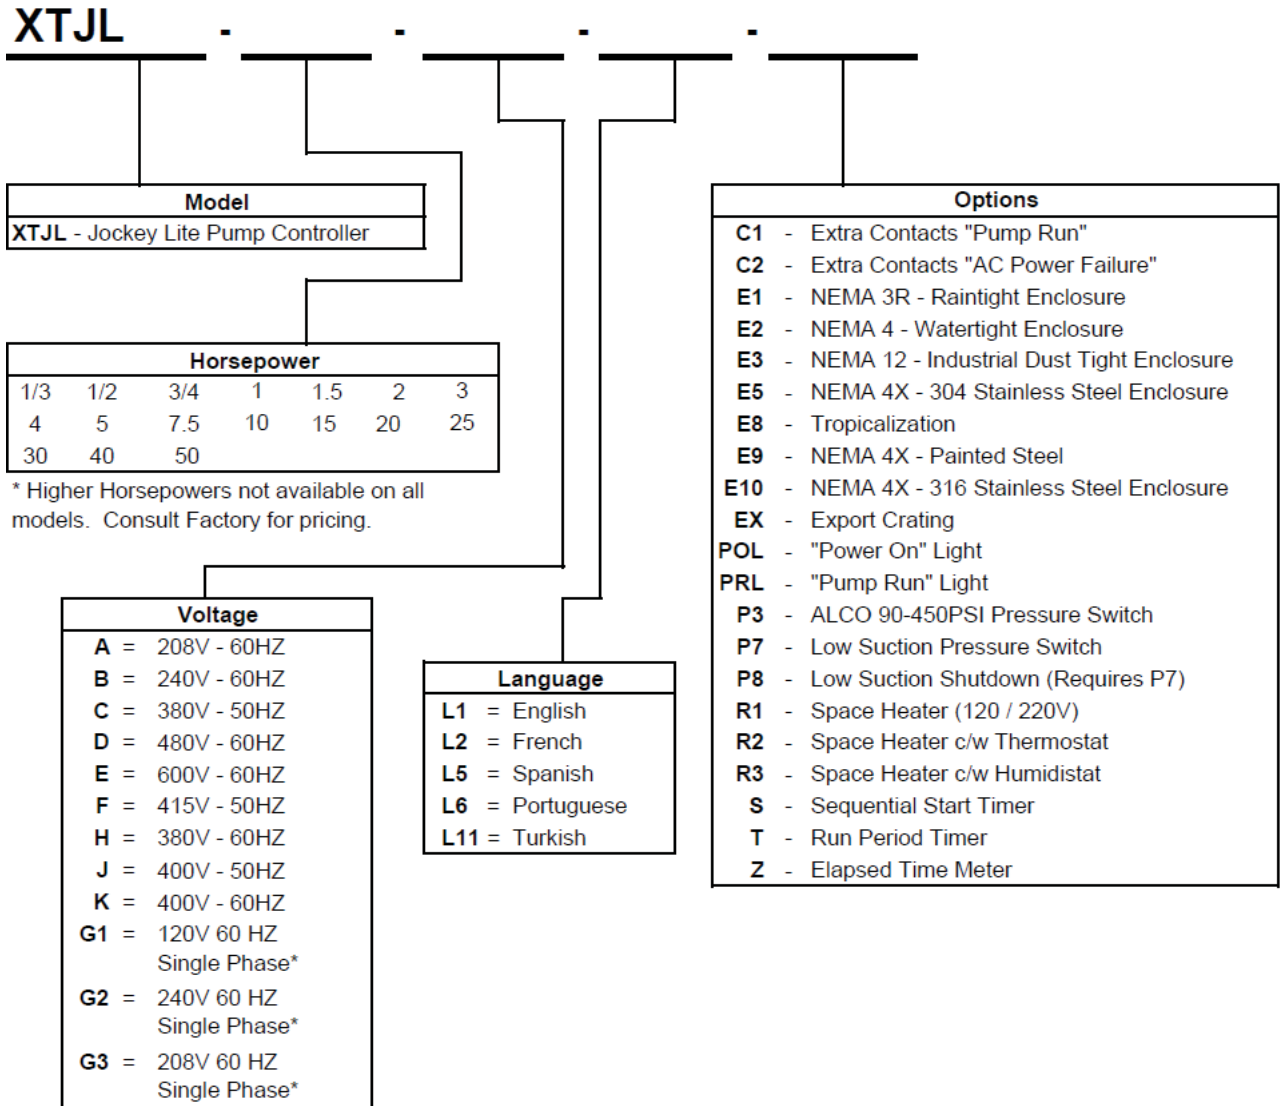 XTJL - - - -
Model
XTJL - Jockey Lite Pump Controller
Horsepower
1/3 1/2 3/4 1 1.5 2 3
4 5 7.5 10 15 20 25
30 40 50
* Higher Horsepowers not available on all
models. Consult Factory for pricing.
Voltage
A = 208V - 60HZ
B = 240V - 60HZ
C = 380V - 50HZ
D = 480V - 60HZ
E = 600V - 60HZ
F = 415V - 50HZ
H = 380V - 60HZ
J = 400V - 50HZ
K = 400V - 60HZ
G1 = 120V 60 HZ
Single Phase*
G2 = 240V 60 HZ
Single Phase*
G3 = 208V 60 HZ
Single Phase*
Language
L1 = English
L2 = French
L5 = Spanish
L6 = Portuguese
L11 = Turkish
Options
C1 - Extra Contacts "Pump Run"
C2 - Extra Contacts "AC Power Failure"
E1 - NEMA 3R - Raintight Enclosure
E2 - NEMA 4 - Watertight Enclosure
E3 - NEMA 12 - Industrial Dust Tight Enclosure
E5 - NEMA 4X - 304 Stainless Steel Enclosure
E8 - Tropicalization
E9 - NEMA 4X - Painted Steel
E10 - NEMA 4X - 316 Stainless Steel Enclosure
EX - Export Crating
POL - "Power On" Light
PRL - "Pump Run" Light
P3 - ALCO 90-450PSI Pressure Switch
P7 - Low Suction Pressure Switch
P8 - Low Suction Shutdown (Requires P7)
R1 - Space Heater (120 / 220V)
R2 - Space Heater c/w Thermostat
R3 - Space Heater c/w Humidistat
S - Sequential Start Timer
T - Run Period Timer
Z - Elapsed Time Meter